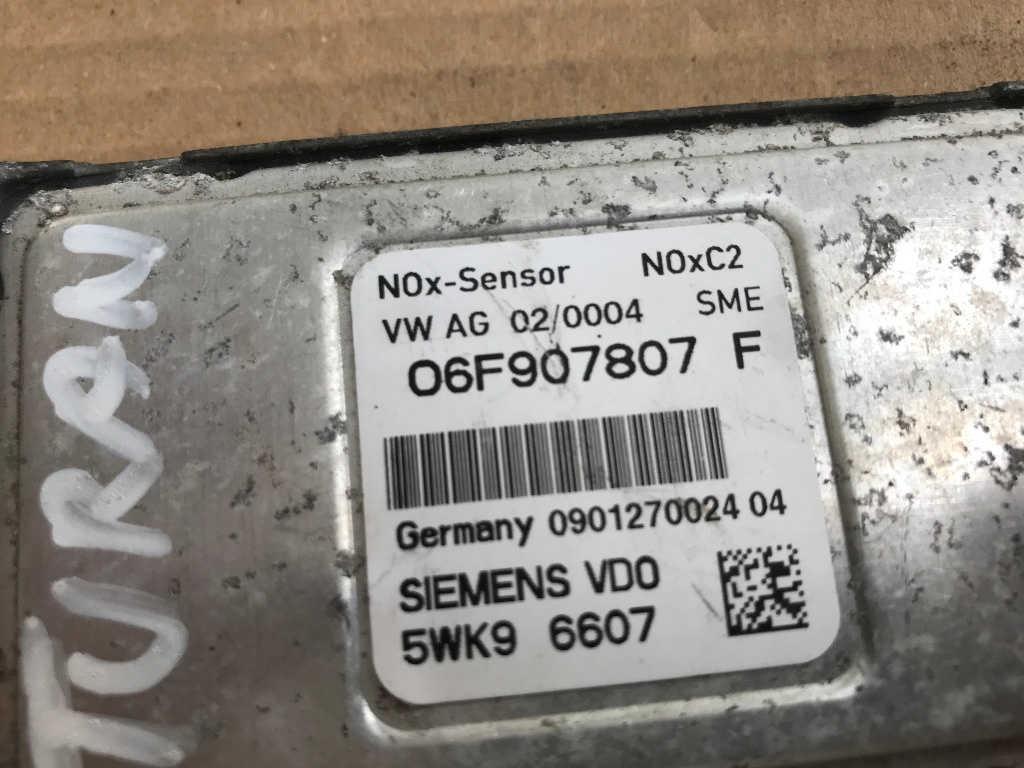 NOx-Sensor NOxC2
VW AG 02/0004 SME
06F907807 F
Germany 0901270024 04
SIEMENS VDO
5WK9 6607
TURAN